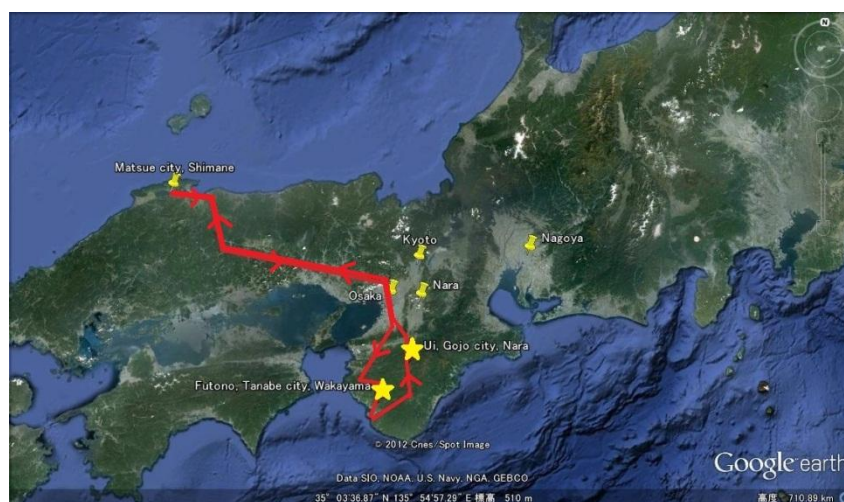 N
Matsue city, Shimane
Kyoto
Nagoya
Osaka
Nara
Ui, Gojo city, Nara
Futono, Tanabe city, Wakayama
© 2012 Cnes/Spot Image
Data SIO, NOAA, U.S. Navy, NGA, GEBCO
Google earth
35° 03'36.87" N 135° 54'57.29" E 標高 510 m 高度 710.89 km